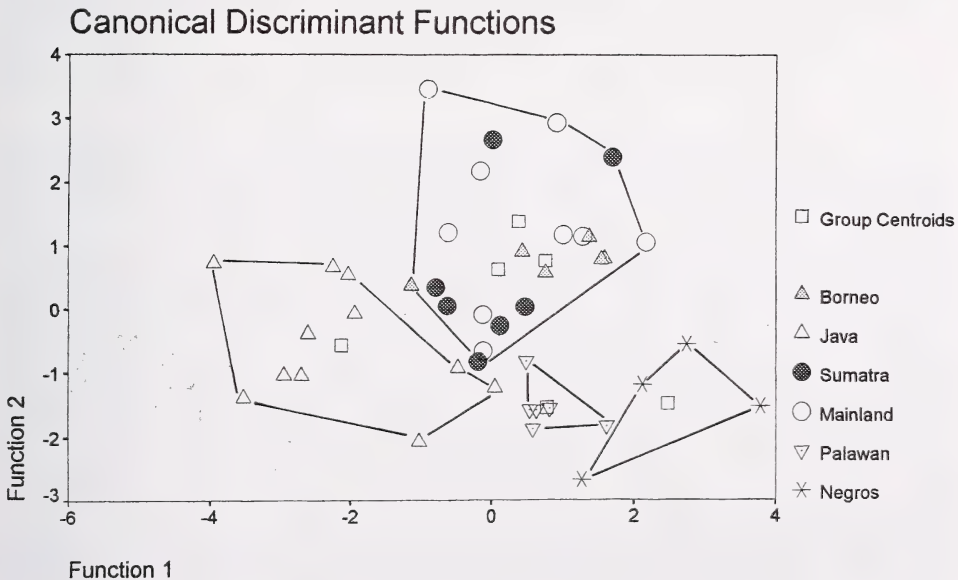 Canonical Discriminant Functions
4
3
2
1
0
-1
-2
-3
Function 2
-6
-4
-2
0
2
4
Function 1
Group Centroids
Borneo
Java
Sumatra
Mainland
Palawan
Negros